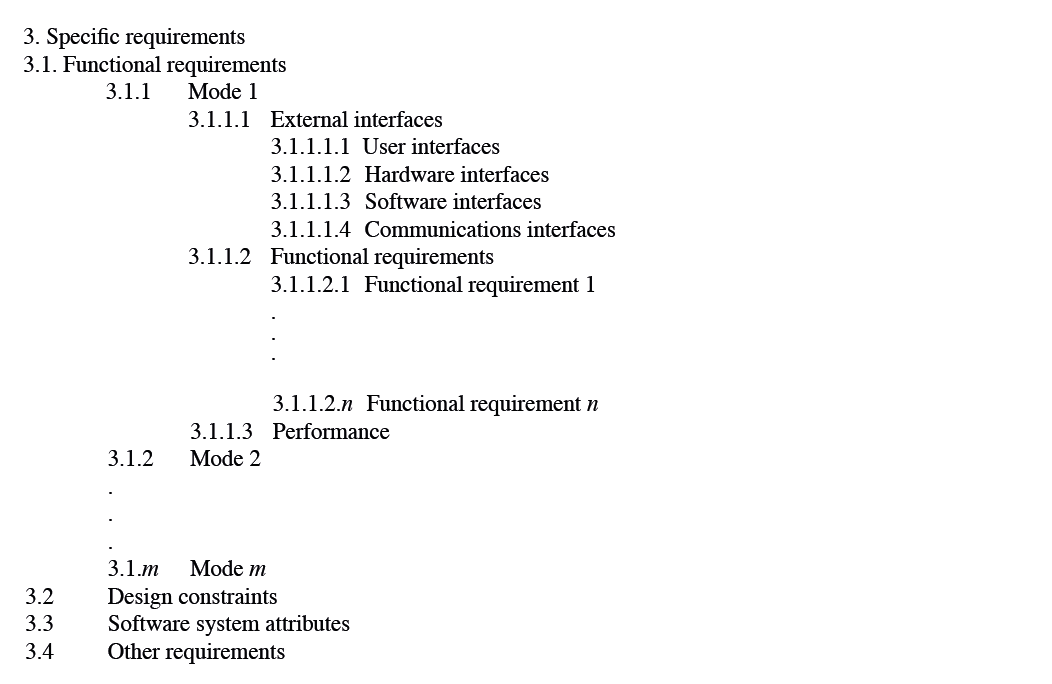 3. Specific requirements
3.1. Functional requirements
3.1.1 Mode 1
3.1.1.1 External interfaces
3.1.1.1.1 User interfaces
3.1.1.1.2 Hardware interfaces
3.1.1.1.3 Software interfaces
3.1.1.1.4 Communications interfaces
3.1.1.2 Functional requirements
3.1.1.2.1 Functional requirement 1
.
.
.
3.1.1.2.n Functional requirement n
3.1.1.3 Performance
3.1.2 Mode 2
.
.
.
3.1.m Mode m
3.2 Design constraints
3.3 Software system attributes
3.4 Other requirements